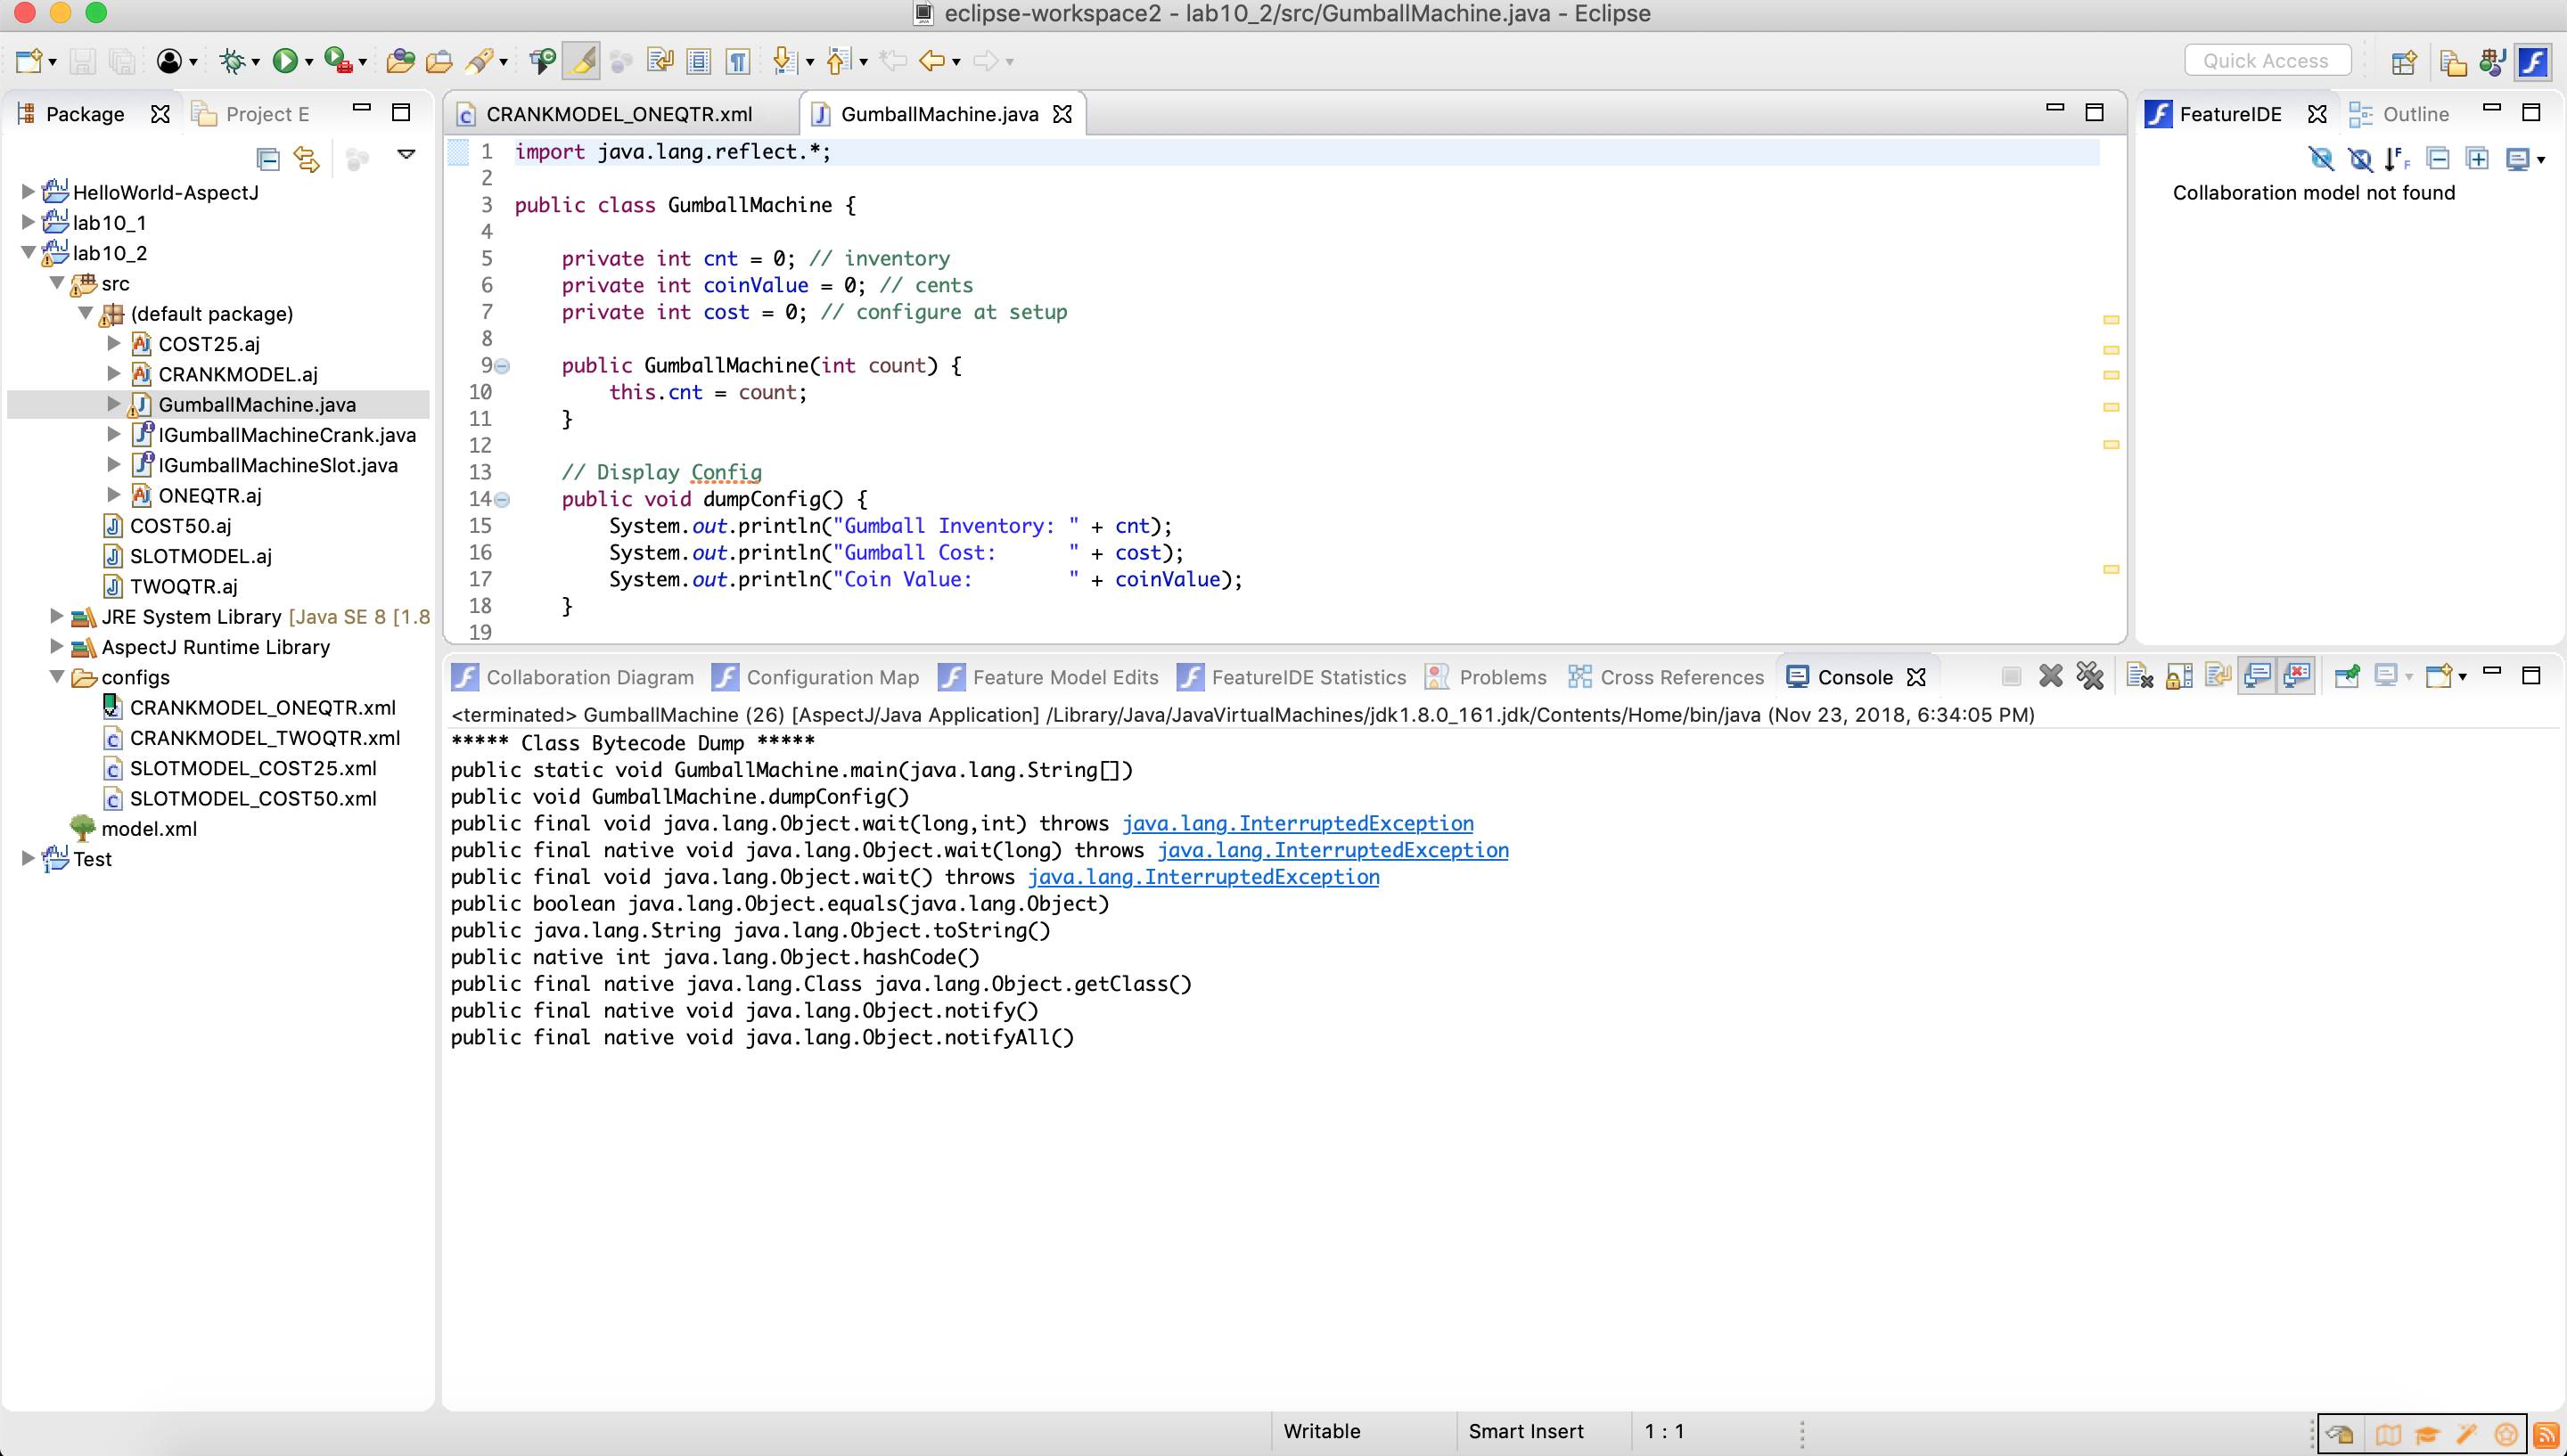 eclipse-workspace2 - lab10_2/src/GumballMachine.java - Eclipse
Quick Access
Package
Project E
HelloWorld-AspectJ
lab10_1
lab10_2
src
(default package)
COST25.aj
CRANKMODEL.aj
GumballMachine.java
IGumballMachineCrank.java
IGumballMachineSlot.java
ONEQTR.aj
COST50.aj
SLOTMODEL.aj
TWOQTR.aj
JRE System Library [Java SE 8 [1.8
AspectJ Runtime Library
configs
CRANKMODEL_ONEQTR.xml
CRANKMODEL_TWOQTR.xml
SLOTMODEL_COST25.xml
SLOTMODEL_COST50.xml
model.xml
Test
CRANKMODEL_ONEQTR.xml
GumballMachine.java
1 import java.lang.reflect.*;
2
3 public class GumballMachine {
4
5     private int cnt = 0; // inventory
6     private int coinValue = 0; // cents
7     private int cost = 0; // configure at setup
8
9     public GumballMachine(int count) {
10         this.cnt = count;
11     }
12
13     // Display Config
14     public void dumpConfig() {
15         System.out.println("Gumball Inventory: " + cnt);
16         System.out.println("Gumball Cost:      " + cost);
17         System.out.println("Coin Value:        " + coinValue);
18     }
19
FeatureIDE
Outline
Collaboration model not found
Collaboration Diagram
Configuration Map
Feature Model Edits
FeatureIDE Statistics
Problems
Cross References
Console
<terminated> GumballMachine (26) [AspectJ/Java Application] /Library/Java/JavaVirtualMachines/jdk1.8.0_161.jdk/Contents/Home/bin/java (Nov 23, 2018, 6:34:05 PM)
***** Class Bytecode Dump *****
public static void GumballMachine.main(java.lang.String[])
public void GumballMachine.dumpConfig()
public final void java.lang.Object.wait(long,int) throws java.lang.InterruptedException
public final native void java.lang.Object.wait(long) throws java.lang.InterruptedException
public final void java.lang.Object.wait() throws java.lang.InterruptedException
public boolean java.lang.Object.equals(java.lang.Object)
public java.lang.String java.lang.Object.toString()
public native int java.lang.Object.hashCode()
public final native java.lang.Class java.lang.Object.getClass()
public final native void java.lang.Object.notify()
public final native void java.lang.Object.notifyAll()
Writable
Smart Insert
1 : 1